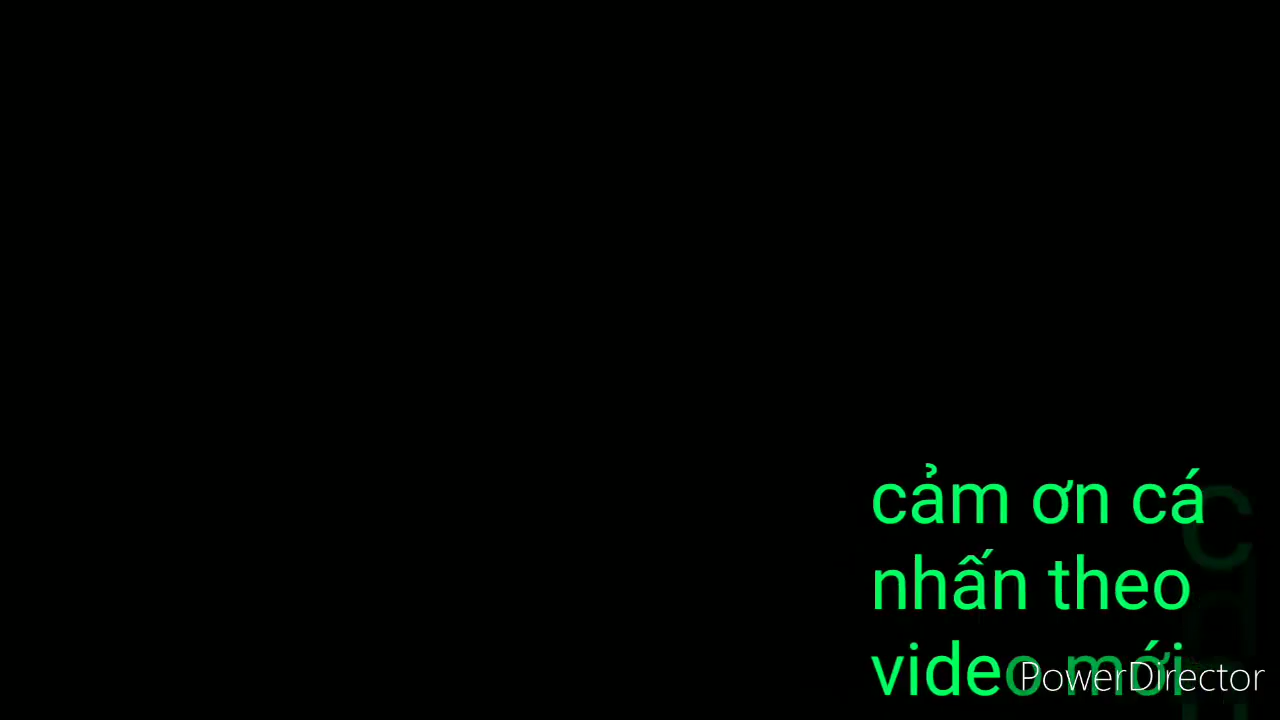 cảm ơn cá
nhấn theo
video mới
PowerDirector